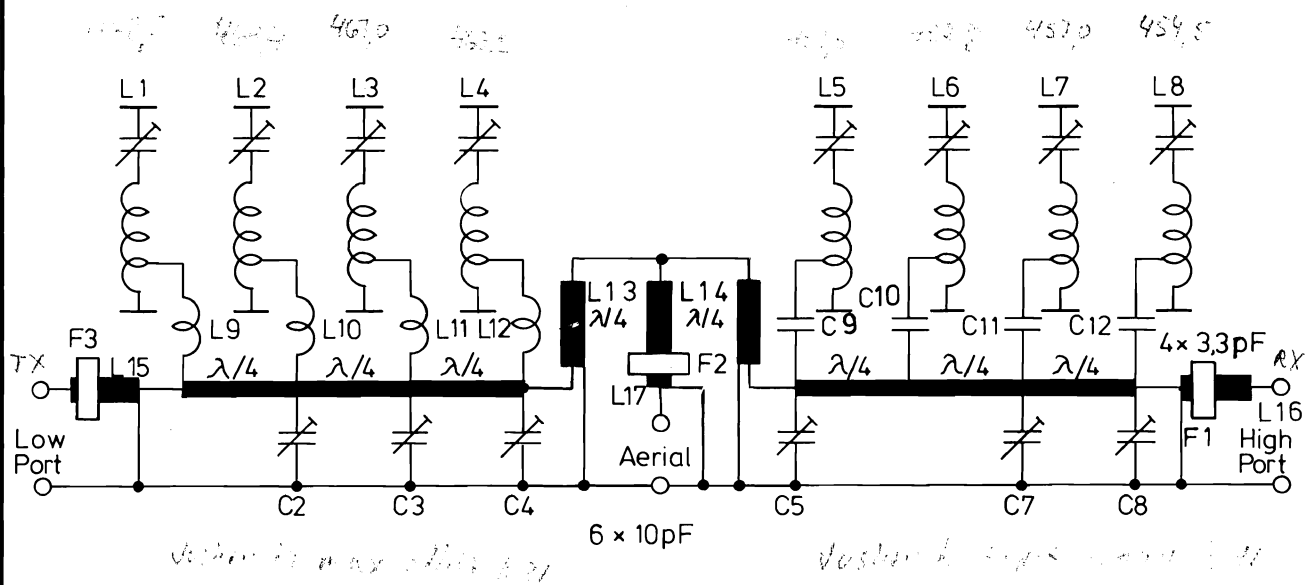 467,0 457,0 454,5
L1 L2 L3 L4 L5 L6 L7 L8
L13 L14 C10
λ/4 λ/4
F3 L9 L10 L11 L12 C9 C11 C12
TX L15 λ/4 λ/4 λ/4 F2 λ/4 λ/4 λ/4 4 × 3,3pF RX
L17 L16
Low Port Aerial F1 High Port
C2 C3 C4 C5 C7 C8
6 × 10pF